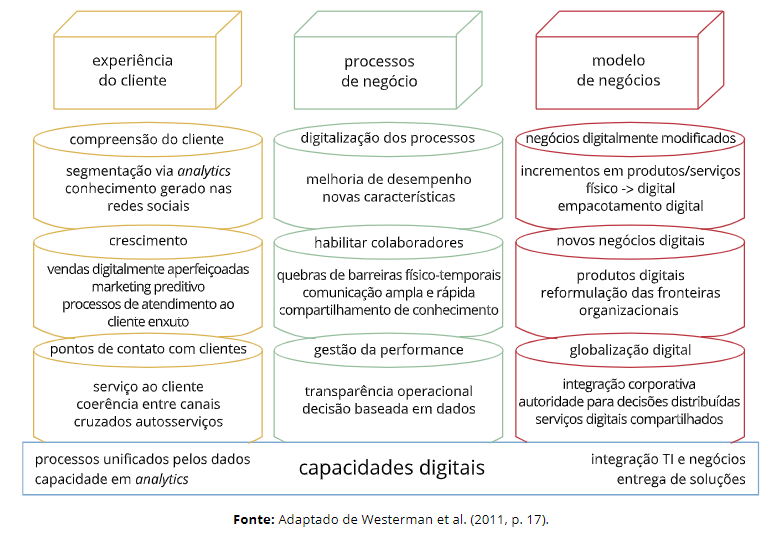 experiência
do cliente
compreensão do cliente
segmentação via analytics
conhecimento gerado nas
redes sociais
crescimento
vendas digitalmente aperfeiçoadas
marketing preditivo
processos de atendimento ao
cliente enxuto
pontos de contato com clientes
serviço ao cliente
coerência entre canais
cruzados autosserviços
processos
de negócio
digitalização dos processos
melhoria de desempenho
novas características
habilitar colaboradores
quebras de barreiras físico-temporais
comunicação ampla e rápida
compartilhamento de conhecimento
gestão da performance
transparência operacional
decisão baseada em dados
modelo
de negócios
negócios digitalmente modificados
incrementos em produtos/serviços
físico -> digital
empacotamento digital
novos negócios digitais
produtos digitais
reformulação das fronteiras
organizacionais
globalização digital
integração corporativa
autoridade para decisões distribuídas
serviços digitais compartilhados
processos unificados pelos dados
capacidade em analytics
capacidades digitais
integração TI e negócios
entrega de soluções
Fonte: Adaptado de Westerman et al. (2011, p. 17).